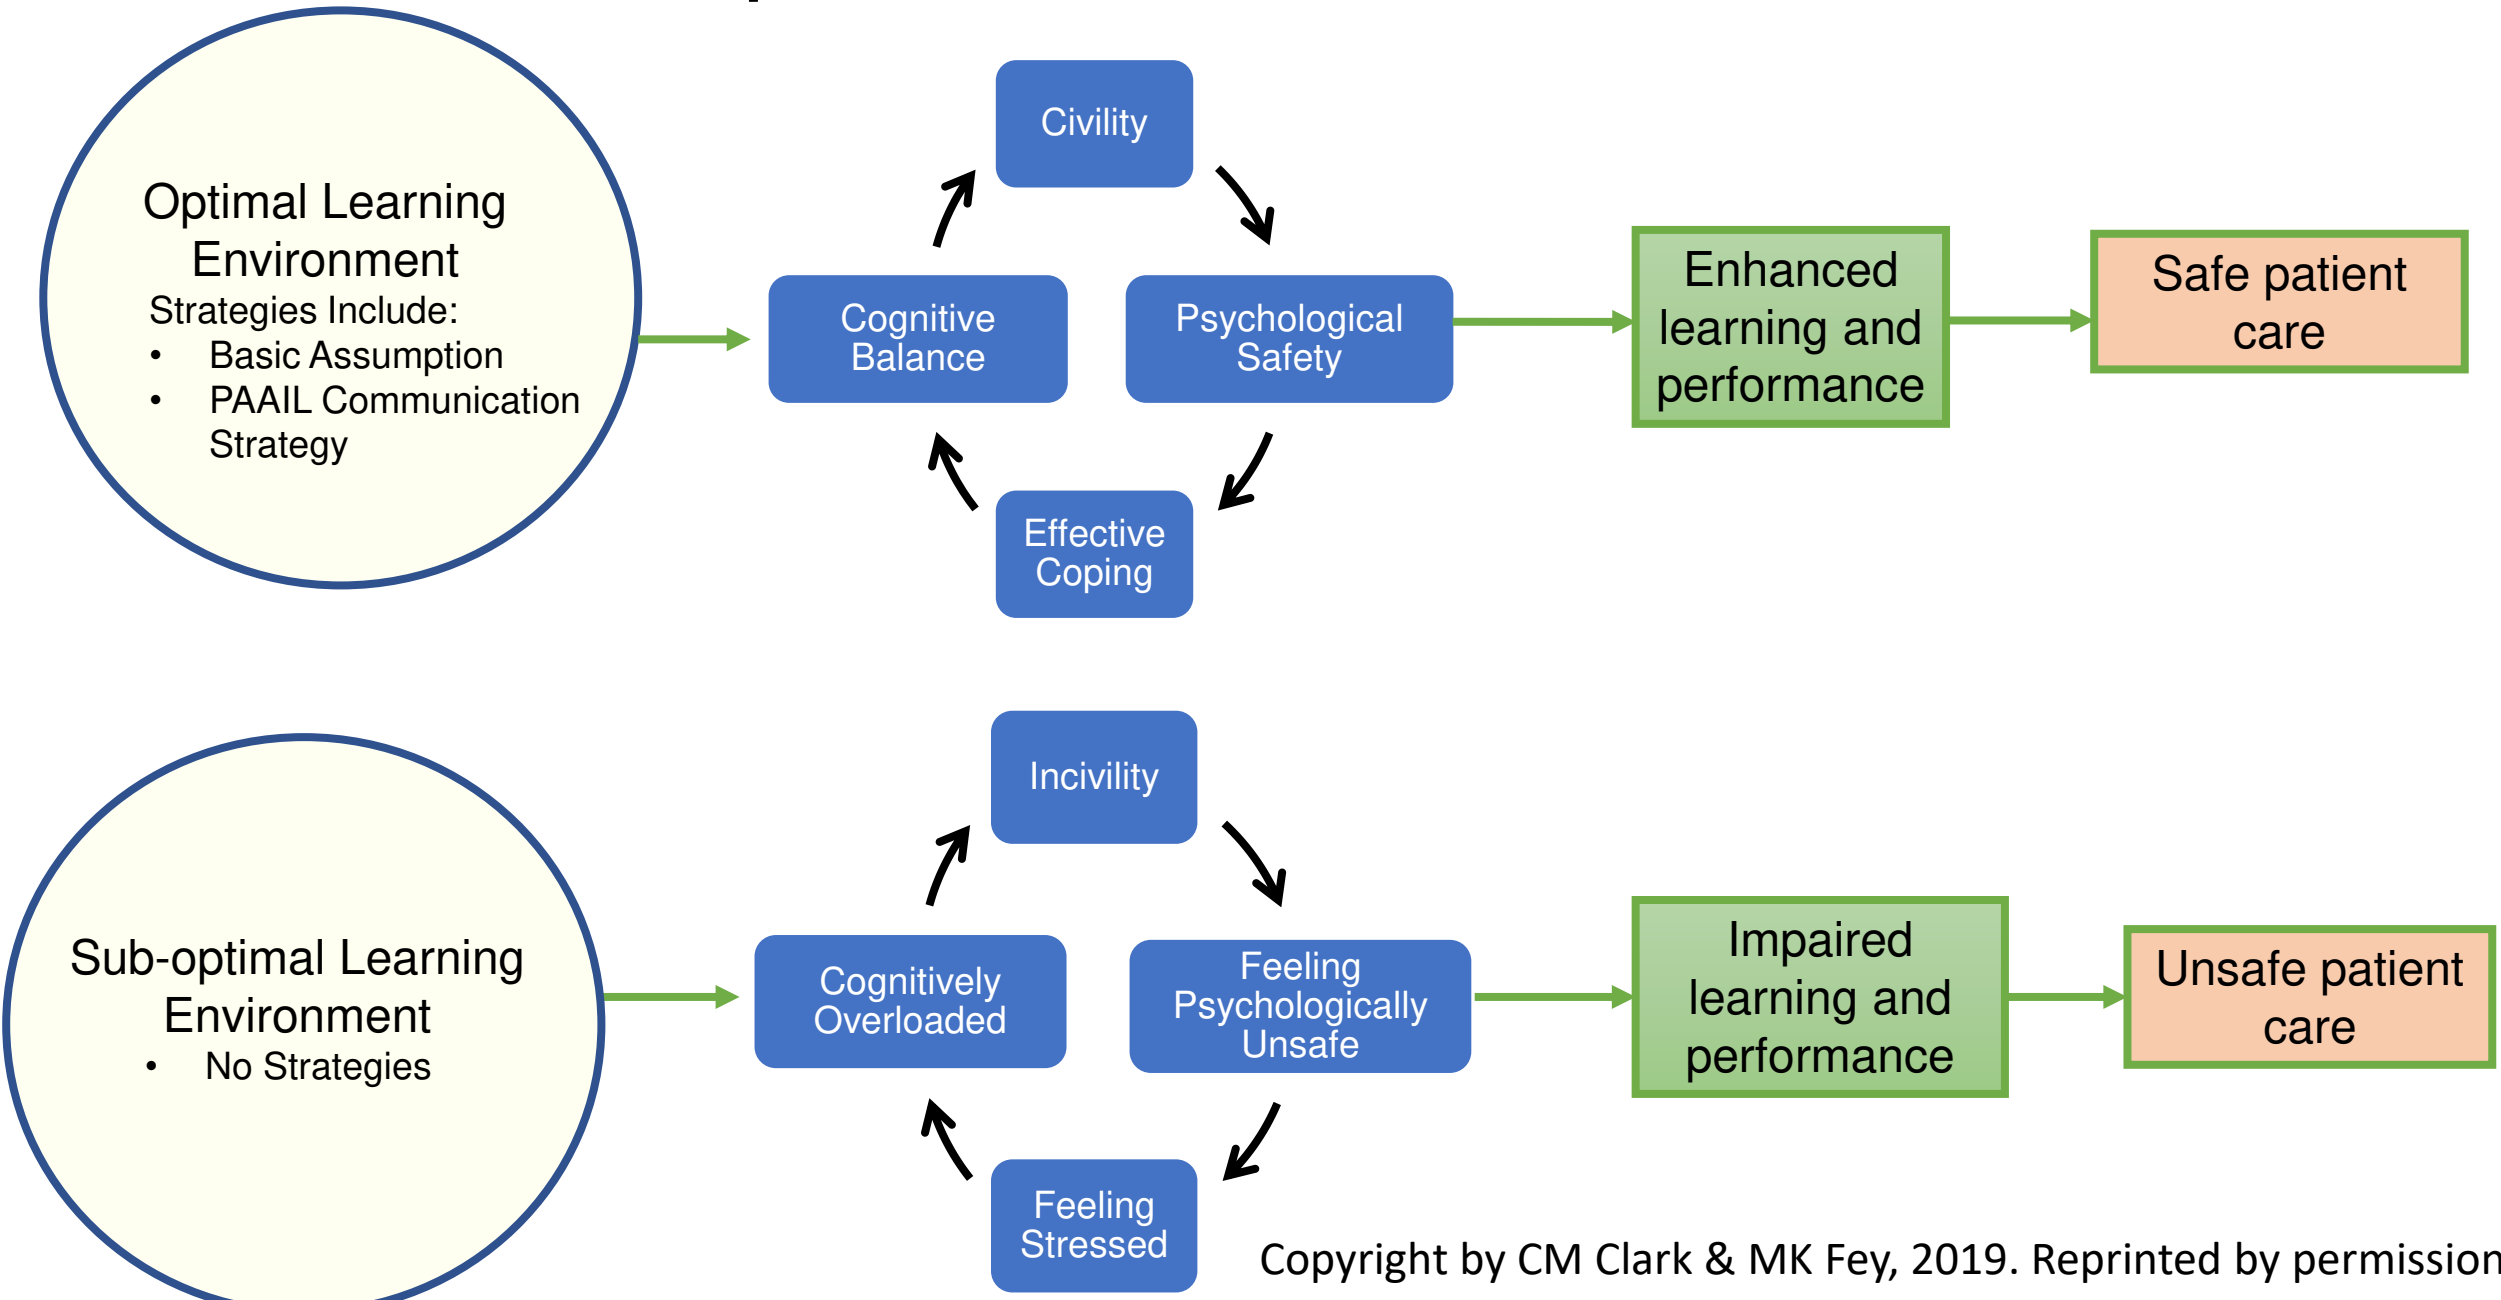 Optimal Learning
Environment
Strategies Include:
• Basic Assumption
• PAAIL Communication
Strategy
Civility
Cognitive
Balance
Psychological
Safety
Effective
Coping
Enhanced
learning and
performance
Safe patient
care
Sub-optimal Learning
Environment
• No Strategies
Incivility
Cognitively
Overloaded
Feeling
Psychologically
Unsafe
Feeling
Stressed
Impaired
learning and
performance
Unsafe patient
care
Copyright by CM Clark & MK Fey, 2019. Reprinted by permission